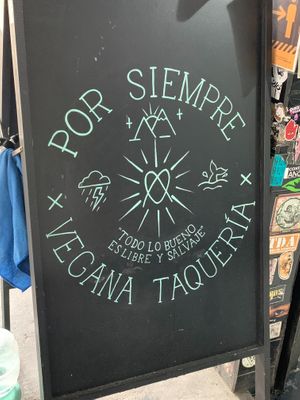 POR SIEMPRE
"TODO LO BUENO
ES LIBRE Y SALVAJE"
VEGANA TAQUERÍA